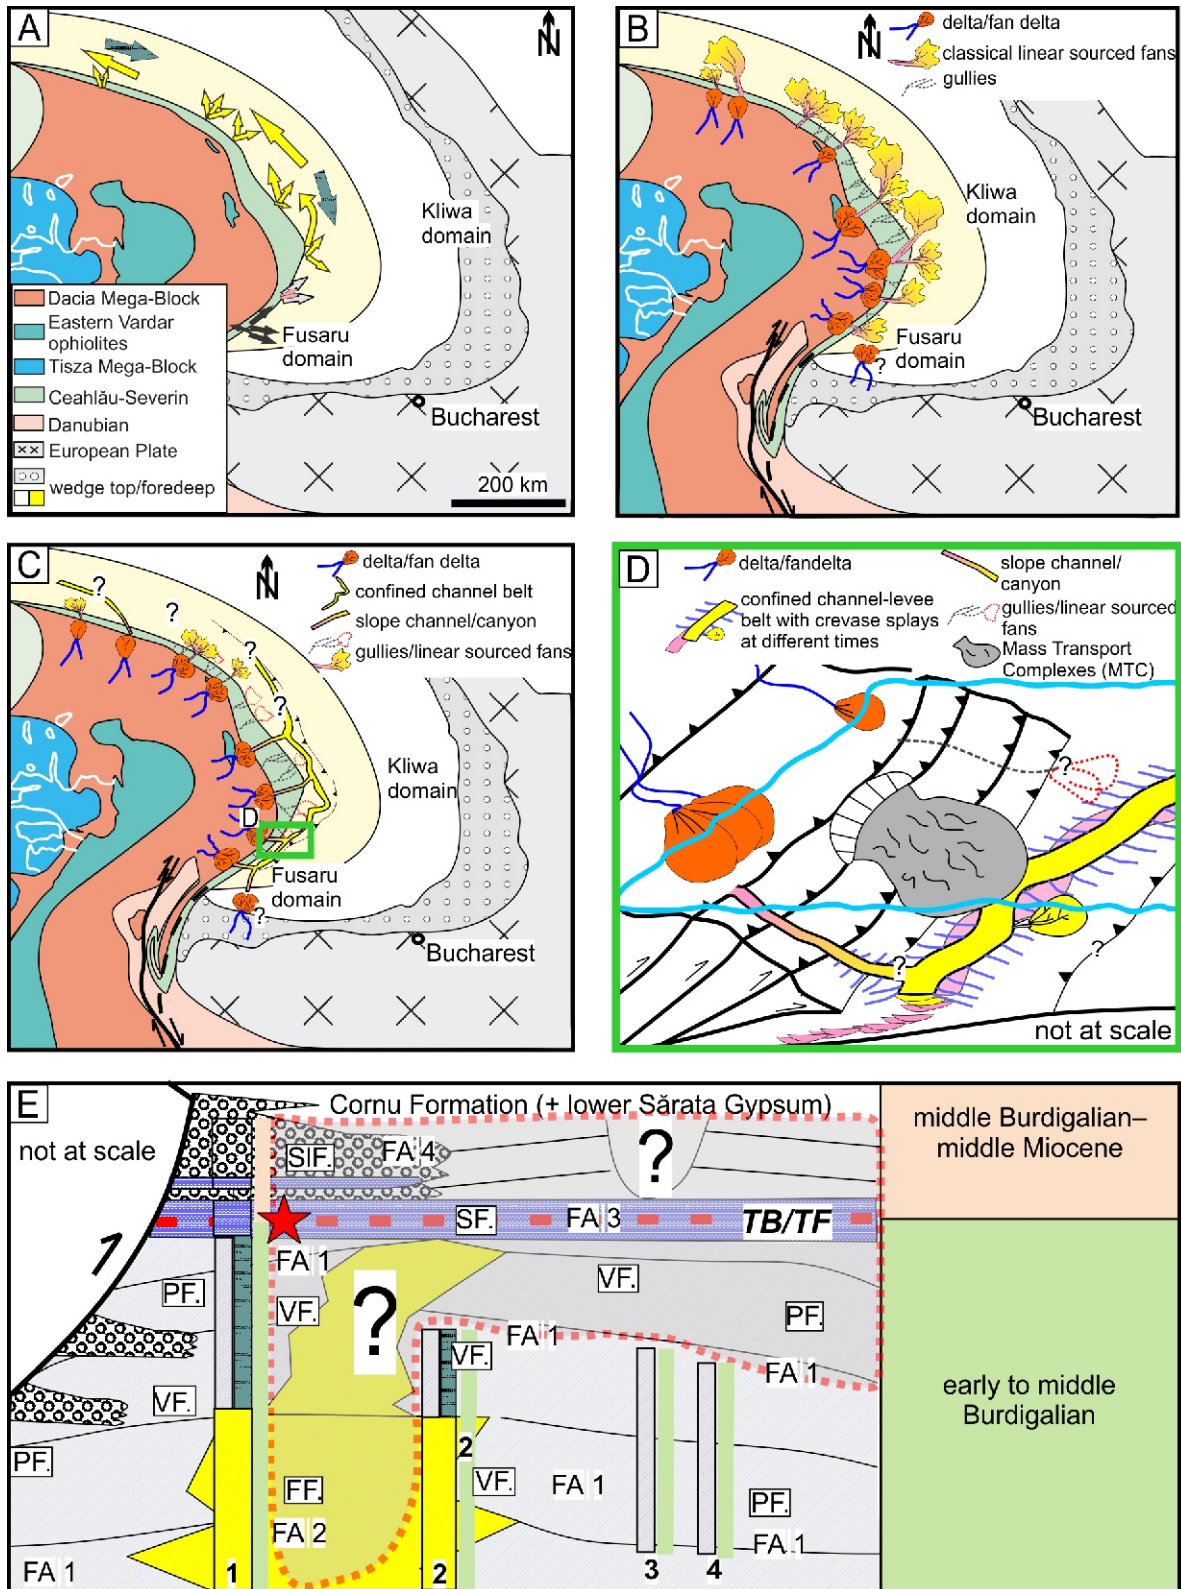 A
N
Kliwa
domain
Fusaru
domain
Bucharest
200 km
Dacia Mega-Block
Eastern Vardar
ophiolites
Tisza Mega-Block
Ceahlău-Severin
Danubian
European Plate
wedge top/foredeep
B
N
delta/fan delta
classical linear sourced fans
gullies
Kliwa
domain
Fusaru
domain
?
Bucharest
C
N
delta/fan delta
confined channel belt
slope channel/canyon
gullies/linear sourced fans
?
?
?
?
Kliwa
domain
D
Fusaru
domain
?
Bucharest
D
delta/fandelta
slope channel/
canyon
confined channel-levee
belt with crevase splays
at different times
gullies/linear sourced
fans
Mass Transport
Complexes (MTC)
?
?
?
not at scale
E
not at scale
Cornu Formation (+ lower Sărata Gypsum)
middle Burdigalian–
middle Miocene
SIF.
FA 4
?
SF.
FA 3
TB/TF
FA 1
VF.
PF.
VF.
?
PF.
FA 1
VF.
FA 1
VF.
early to middle
Burdigalian
PF.
2
VF.
FA 1
FF.
PF.
FA 2
FA 1
FA 1
1
2
3
4